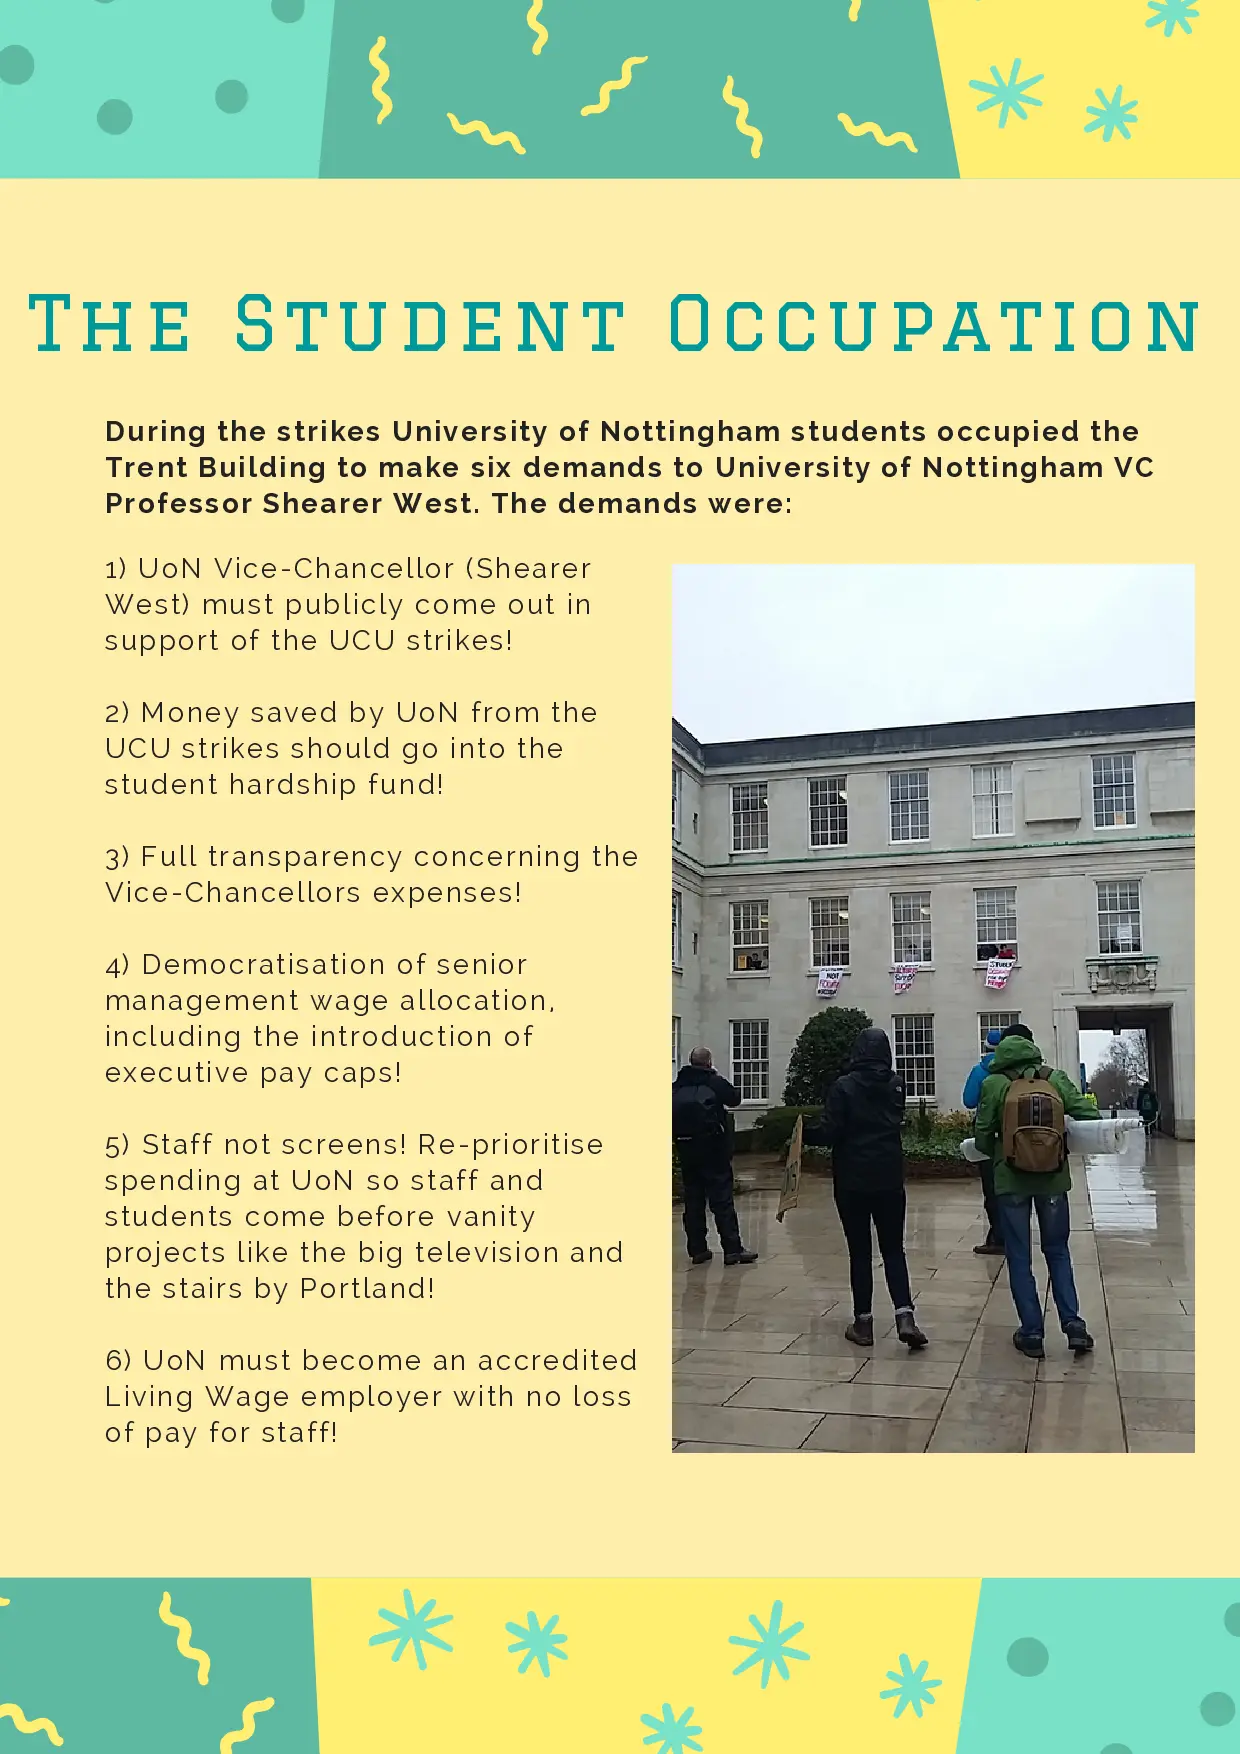 The Student Occupation
During the strikes University of Nottingham students occupied the
Trent Building to make six demands to University of Nottingham VC
Professor Shearer West. The demands were:
1) UoN Vice-Chancellor (Shearer
West) must publicly come out in
support of the UCU strikes!
2) Money saved by UoN from the
UCU strikes should go into the
student hardship fund!
3) Full transparency concerning the
Vice-Chancellors expenses!
4) Democratisation of senior
management wage allocation,
including the introduction of
executive pay caps!
5) Staff not screens! Re-prioritise
spending at UoN so staff and
students come before vanity
projects like the big television and
the stairs by Portland!
6) UoN must become an accredited
Living Wage employer with no loss
of pay for staff!
NOT